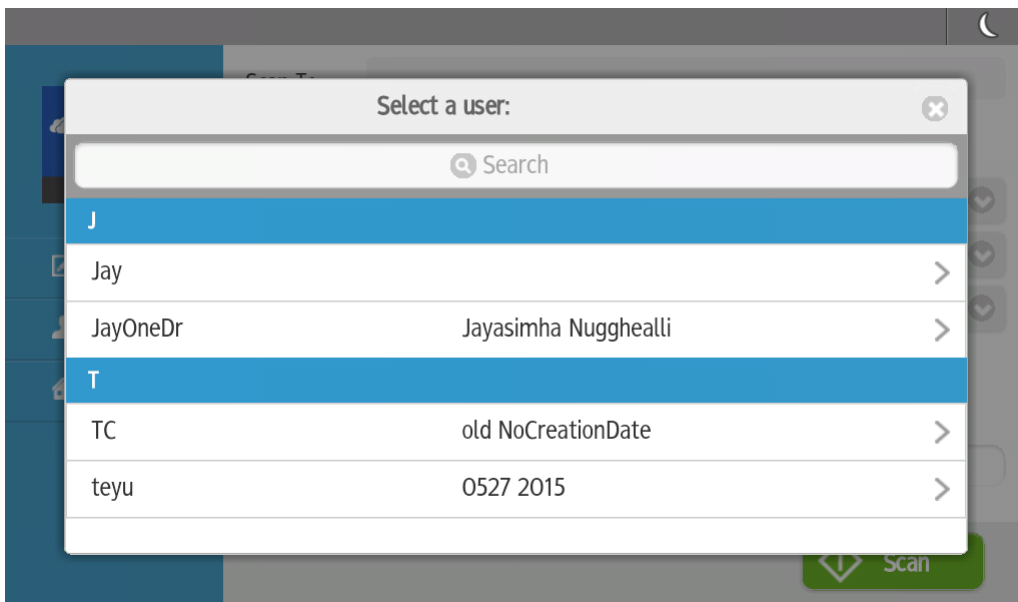 Select a user:
Search
J
Jay
JayOneDr Jayasimha Nugghealli
T
TC old NoCreationDate
teyu 0527 2015
Scan